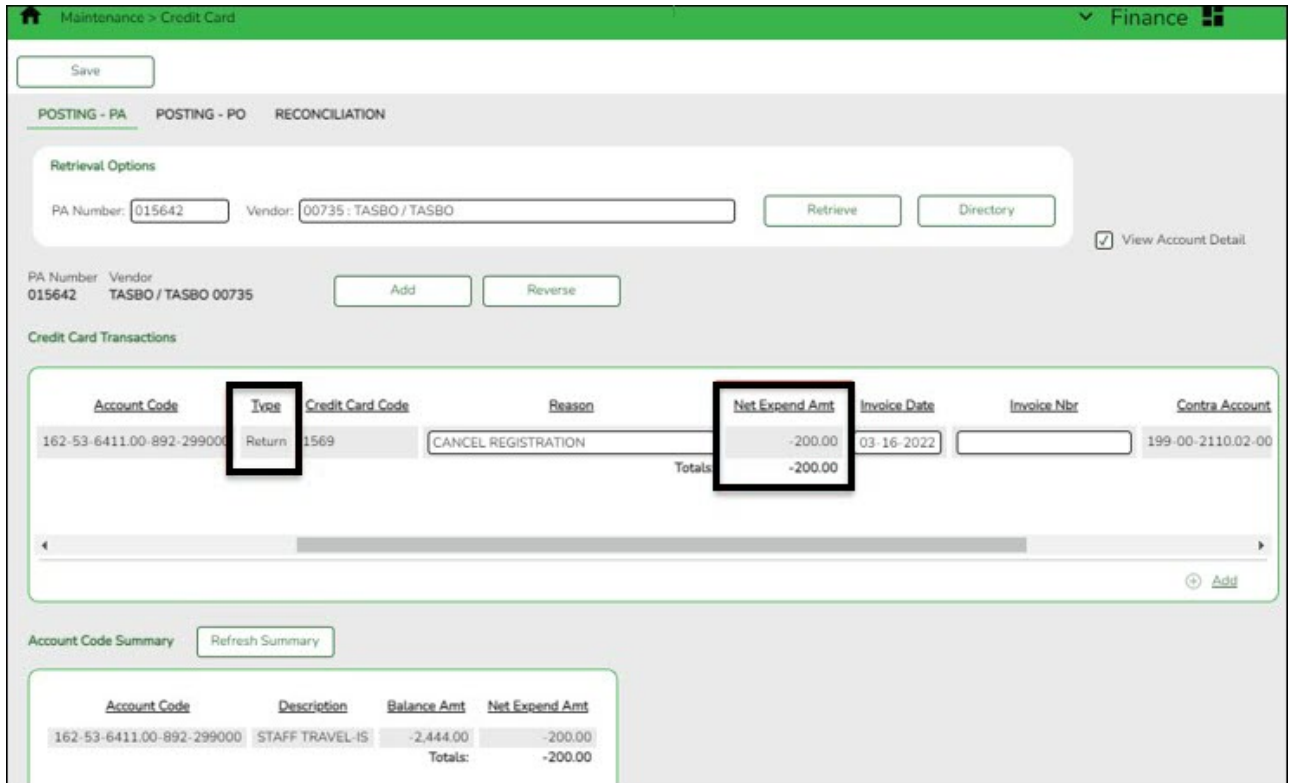 Maintenance > Credit Card
Finance
Save
POSTING - PA POSTING - PO RECONCILIATION
Retrieval Options
PA Number: 015642 Vendor: 00735 : TASBO / TASBO Retrieve Directory
View Account Detail
PA Number Vendor
015642 TASBO / TASBO 00735 Add Reverse
Credit Card Transactions
Account Code Type Credit Card Code Reason Net Expend Amt Invoice Date Invoice Nbr Contra Account
162-53-6411.00-892-299000 Return 1569 CANCEL REGISTRATION -200.00 03-16-2022 199-00-2110.02-00
Totals -200.00
Add
Account Code Summary Refresh Summary
Account Code Description Balance Amt Net Expend Amt
162-53-6411.00-892-299000 STAFF TRAVEL-IS -2,444.00 -200.00
Totals: -200.00